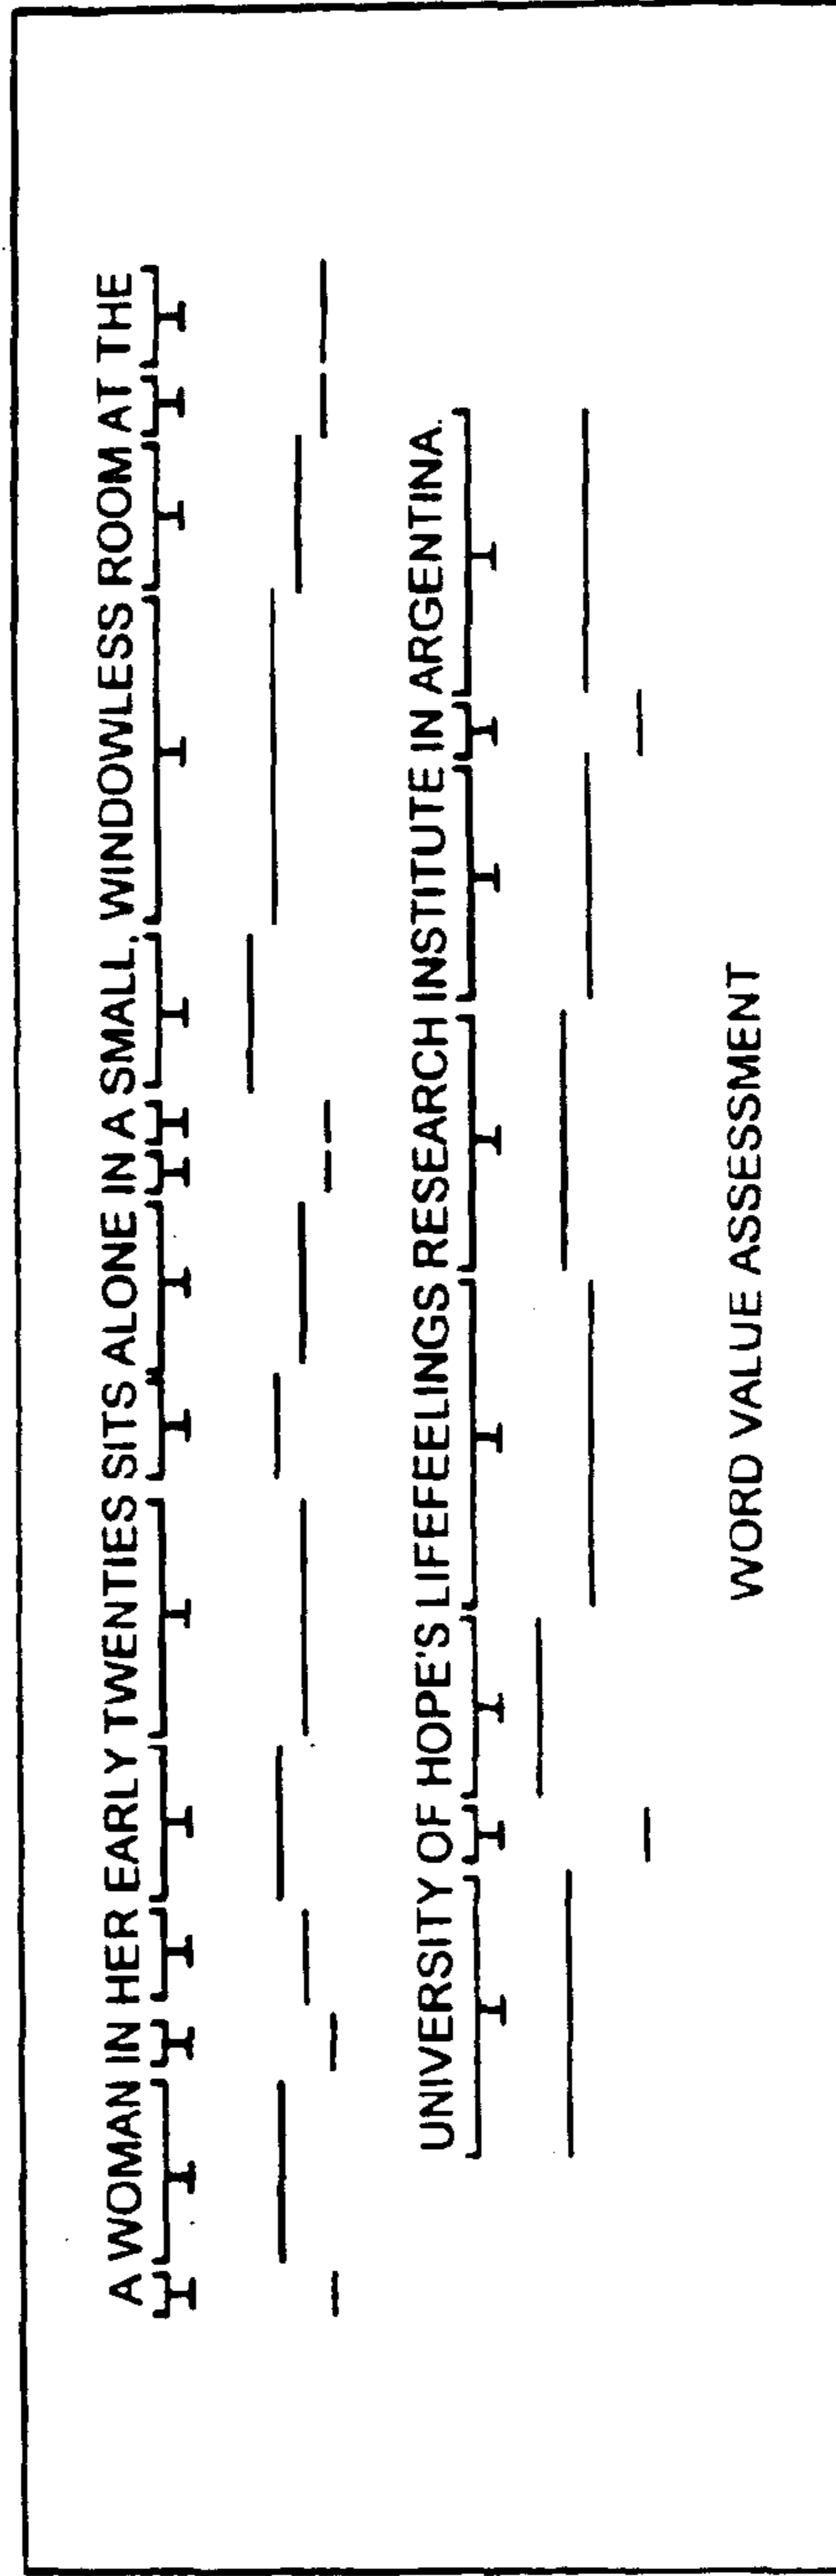 A WOMAN IN HER EARLY TWENTIES SITS ALONE IN A SMALL, WINDOWLESS ROOM AT THE
UNIVERSITY OF HOPE'S LIFEFEELINGS RESEARCH INSTITUTE IN ARGENTINA.
WORD VALUE ASSESSMENT